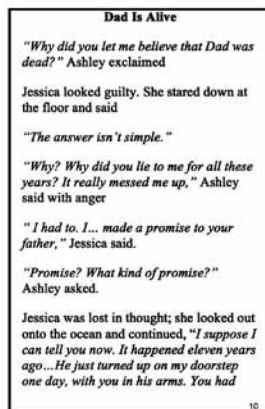 Dad Is Alive
"Why did you let me believe that Dad was
dead?" Ashley exclaimed
Jessica looked guilty. She stared down at
the floor and said
"The answer isn't simple."
"Why? Why did you lie to me for all these
years? It really messed me up," Ashley
said with anger
" I had to. I... made a promise to your
father," Jessica said.
"Promise? What kind of promise?"
Ashley asked.
Jessica was lost in thought; she looked out
onto the ocean and continued, "I suppose I
can tell you now. It happened eleven years
ago...He just turned up on my doorstep
one day, with you in his arms. You had
10